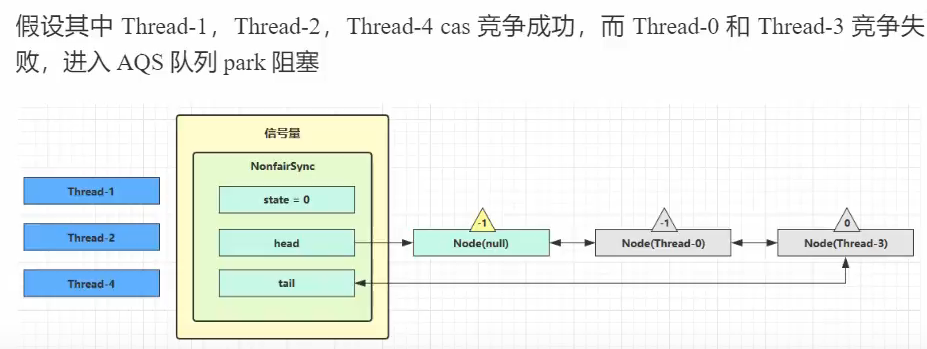 假设其中 Thread-1，Thread-2，Thread-4 cas 竞争成功，而 Thread-0 和 Thread-3 竞争失
败，进入 AQS 队列 park 阻塞
信号量
NonfairSync
Thread-1
state = 0
-1
-1
0
Thread-2
head
Node(null)
Node(Thread-0)
Node(Thread-3)
Thread-4
tail